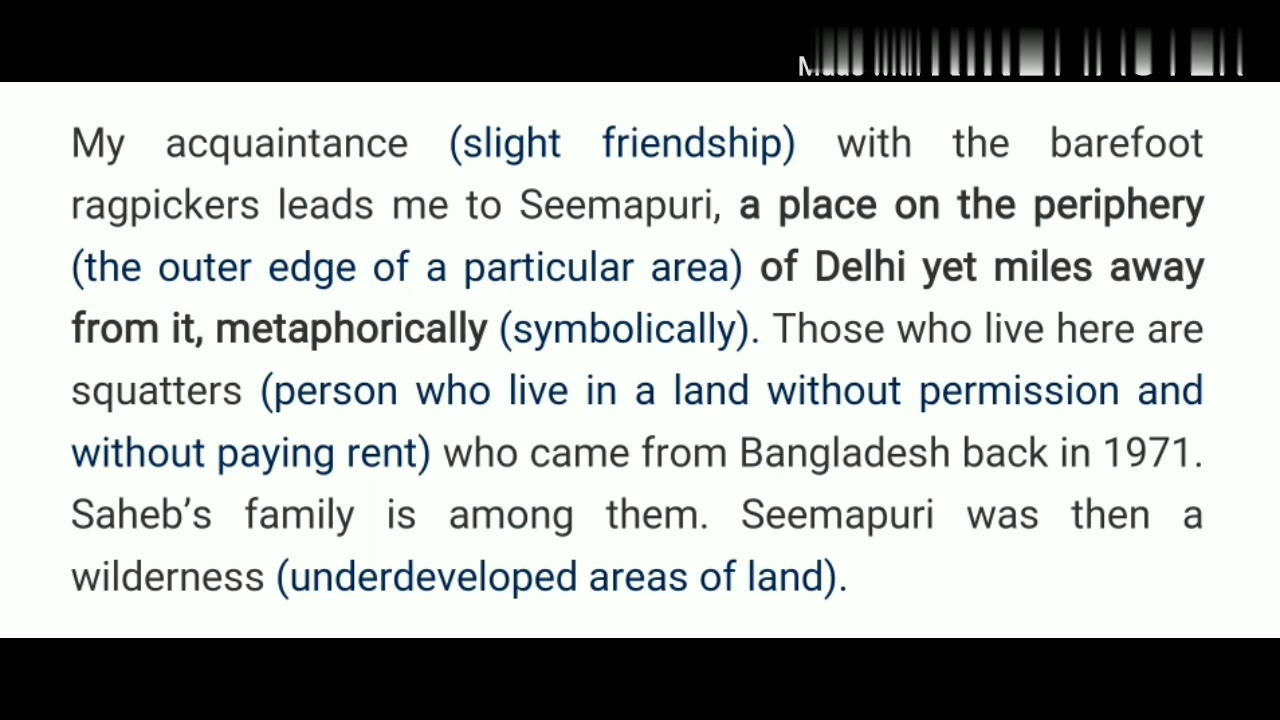 My acquaintance (slight friendship) with the barefoot
ragpickers leads me to Seemapuri, a place on the periphery
(the outer edge of a particular area) of Delhi yet miles away
from it, metaphorically (symbolically). Those who live here are
squatters (person who live in a land without permission and
without paying rent) who came from Bangladesh back in 1971.
Saheb’s family is among them. Seemapuri was then a
wilderness (underdeveloped areas of land).